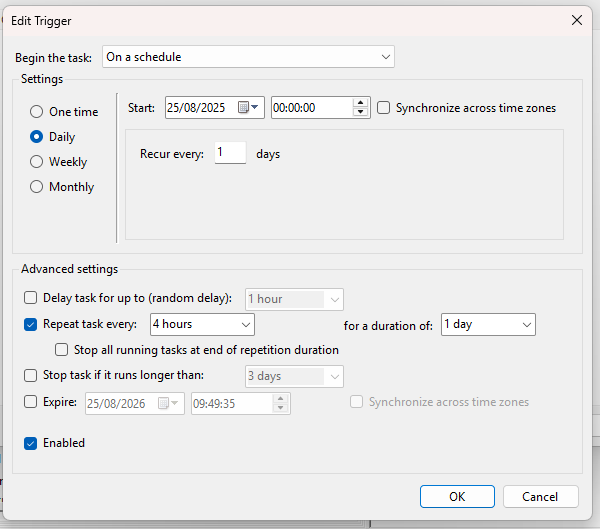 Edit Trigger
Begin the task: On a schedule
Settings
One time
Daily
Weekly
Monthly
Start: 25/08/2025 00:00:00 Synchronize across time zones
Recur every: 1 days
Advanced settings
Delay task for up to (random delay): 1 hour
Repeat task every: 4 hours for a duration of: 1 day
Stop all running tasks at end of repetition duration
Stop task if it runs longer than: 3 days
Expire: 25/08/2026 09:49:35 Synchronize across time zones
Enabled
OK Cancel